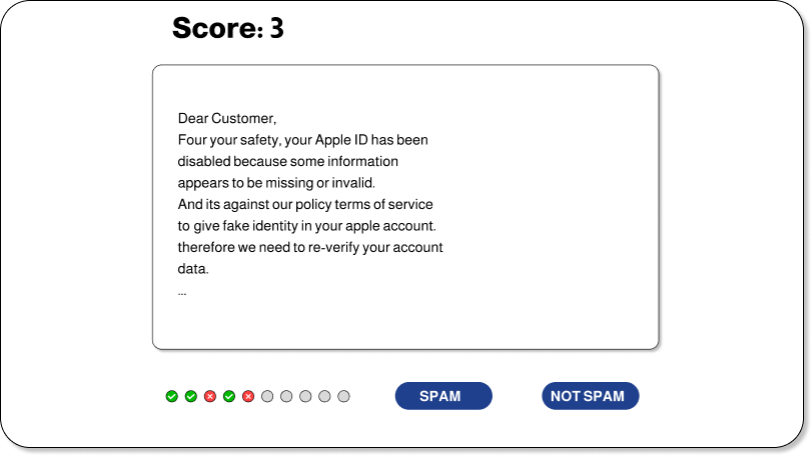 Score: 3
Dear Customer,
Four your safety, your Apple ID has been
disabled because some information
appears to be missing or invalid.
And its against our policy terms of service
to give fake identity in your apple account.
therefore we need to re-verify your account
data.
...
SPAM
NOT SPAM